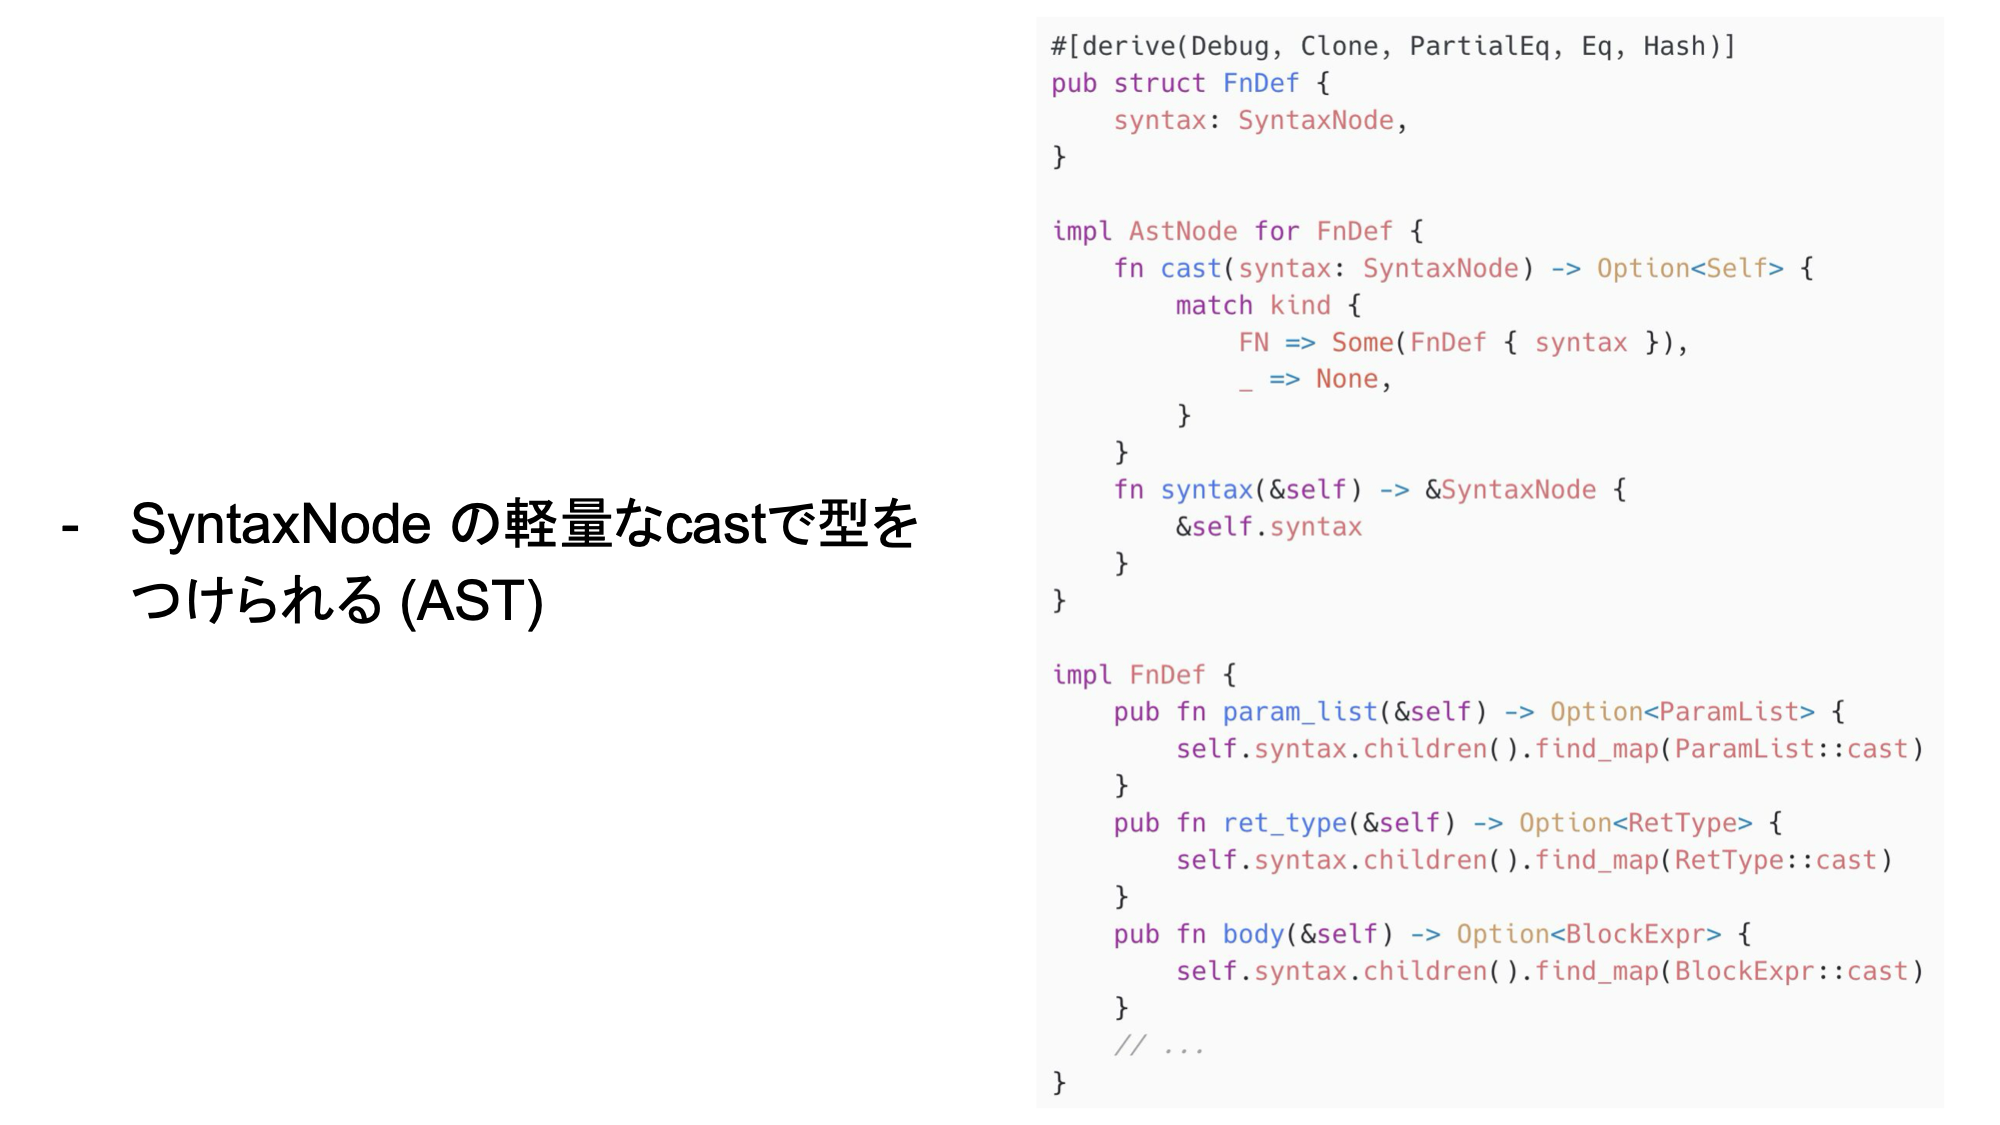 - SyntaxNode の軽量なcastで型を
つけられる (AST)
#[derive(Debug, Clone, PartialEq, Eq, Hash)]
pub struct FnDef {
    syntax: SyntaxNode,
}

impl AstNode for FnDef {
    fn cast(syntax: SyntaxNode) -> Option<Self> {
        match kind {
            FN => Some(FnDef { syntax }),
            _ => None,
        }
    }
    fn syntax(&self) -> &SyntaxNode {
        &self.syntax
    }
}

impl FnDef {
    pub fn param_list(&self) -> Option<ParamList> {
        self.syntax.children().find_map(ParamList::cast)
    }
    pub fn ret_type(&self) -> Option<RetType> {
        self.syntax.children().find_map(RetType::cast)
    }
    pub fn body(&self) -> Option<BlockExpr> {
        self.syntax.children().find_map(BlockExpr::cast)
    }
    // ...
}